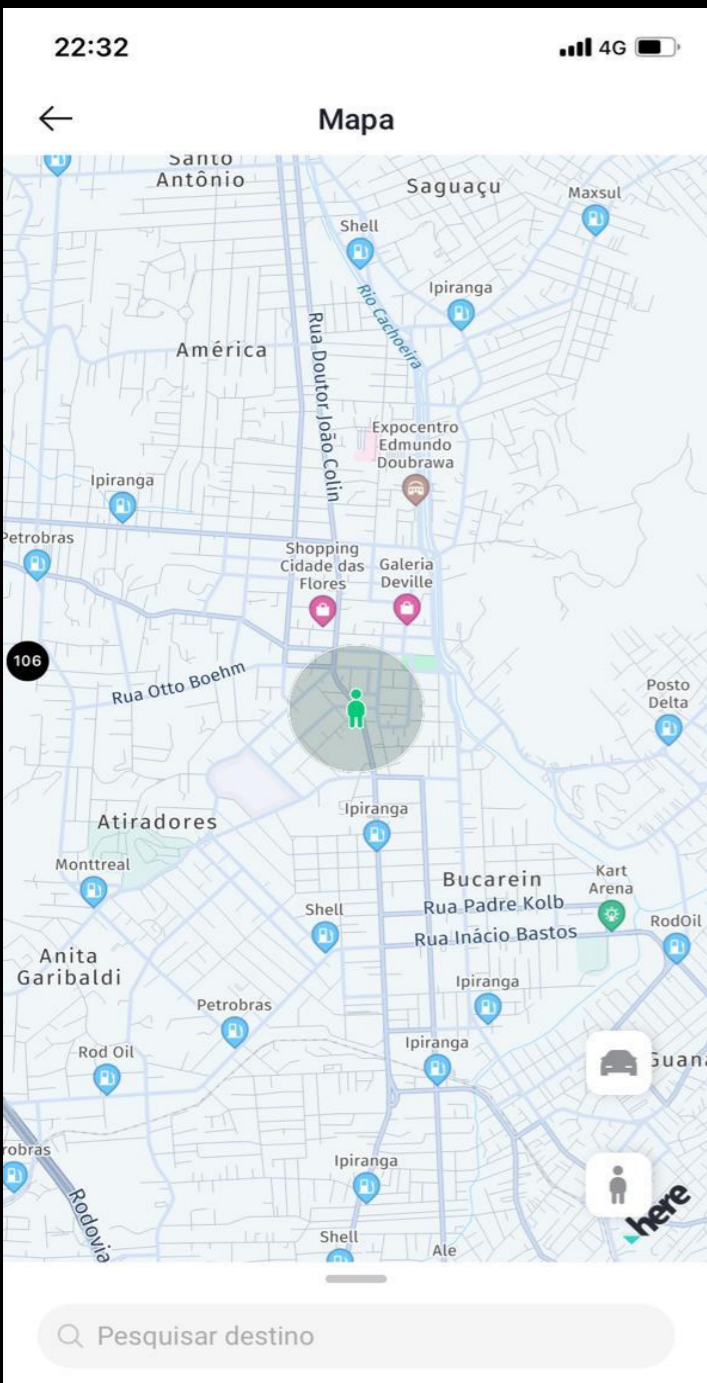 22:32
4G
Mapa
Santo
Antônio
Saguaçu
Maxsul
Shell
Ipiranga
Rio Cachoeira
América
Rua Doutor João Colin
Expocentro
Edmundo
Doubrawa
Ipiranga
Petrobras
Shopping
Cidade das
Flores
Galeria
Deville
106
Rua Otto Boehm
Posto
Delta
Ipiranga
Atiradores
Monttreal
Bucarein
Kart
Arena
Rua Padre Kolb
Shell
RodOil
Rua Inácio Bastos
Anita
Garibaldi
Ipiranga
Petrobras
Rod Oil
Ipiranga
Guana
robras
Ipiranga
Rodovia
here
Shell
Ale
Pesquisar destino